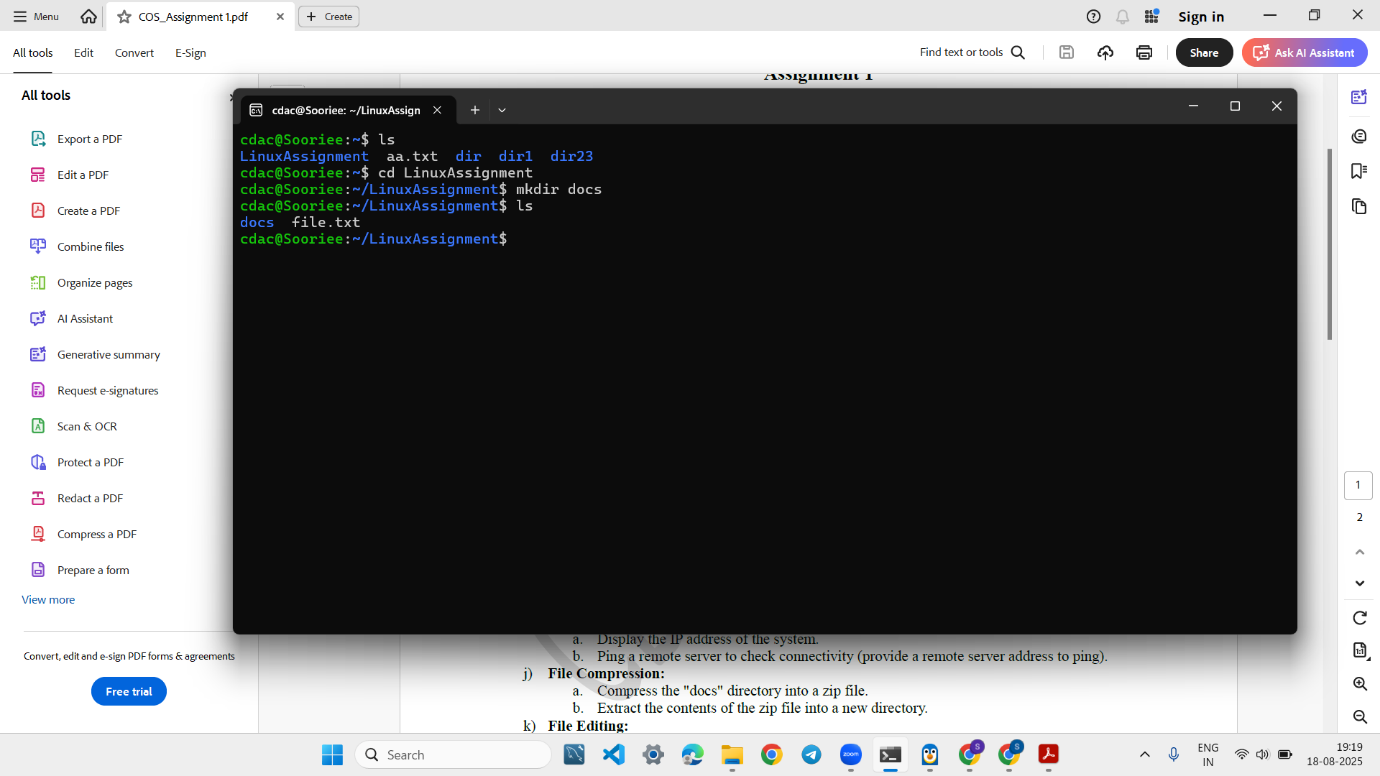 Menu
COS_Assignment 1.pdf
Create
Sign in
All tools
Edit
Convert
E-Sign
Find text or tools
Share
Ask AI Assistant
Assignment 1
All tools
Export a PDF
Edit a PDF
Create a PDF
Combine files
Organize pages
AI Assistant
Generative summary
Request e-signatures
Scan & OCR
Protect a PDF
Redact a PDF
Compress a PDF
Prepare a form
View more
Convert, edit and e-sign PDF forms & agreements
Free trial
cdac@Sooriee: ~/LinuxAssign
cdac@Sooriee:~$ ls
LinuxAssignment aa.txt dir dir1 dir23
cdac@Sooriee:~$ cd LinuxAssignment
cdac@Sooriee:~/LinuxAssignment$ mkdir docs
cdac@Sooriee:~/LinuxAssignment$ ls
docs file.txt
cdac@Sooriee:~/LinuxAssignment$
a. Display the IP address of the system.
b. Ping a remote server to check connectivity (provide a remote server address to ping).
j) File Compression:
a. Compress the "docs" directory into a zip file.
b. Extract the contents of the zip file into a new directory.
k) File Editing:
1
2
Search
zoom
S
S
ENG
IN
19:19
18-08-2025